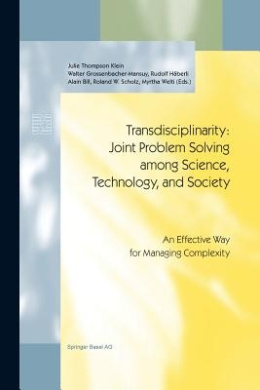 Julie Thompson Klein
Walter Grossenbacher-Mansuy, Rudolf Häberli
Alain Bill, Roland W. Scholz, Myrtha Welti (Eds.)
Transdisciplinarity:
Joint Problem Solving
among Science,
Technology, and Society
An Effective Way
for Managing Complexity
Springer Basel AG